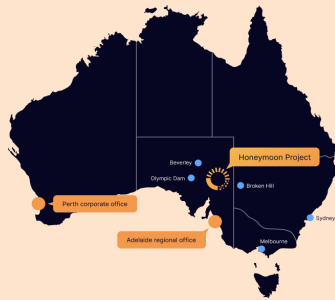 Honeymoon Project
Beverley
Olympic Dam
Broken Hill
Perth corporate office
Sydney
Adelaide regional office
Melbourne